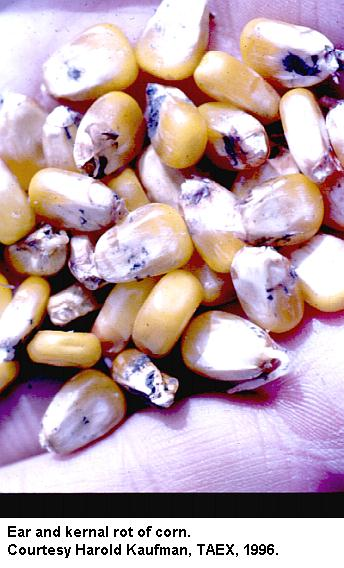 Ear and kernal rot of corn.
Courtesy Harold Kaufman, TAEX, 1996.